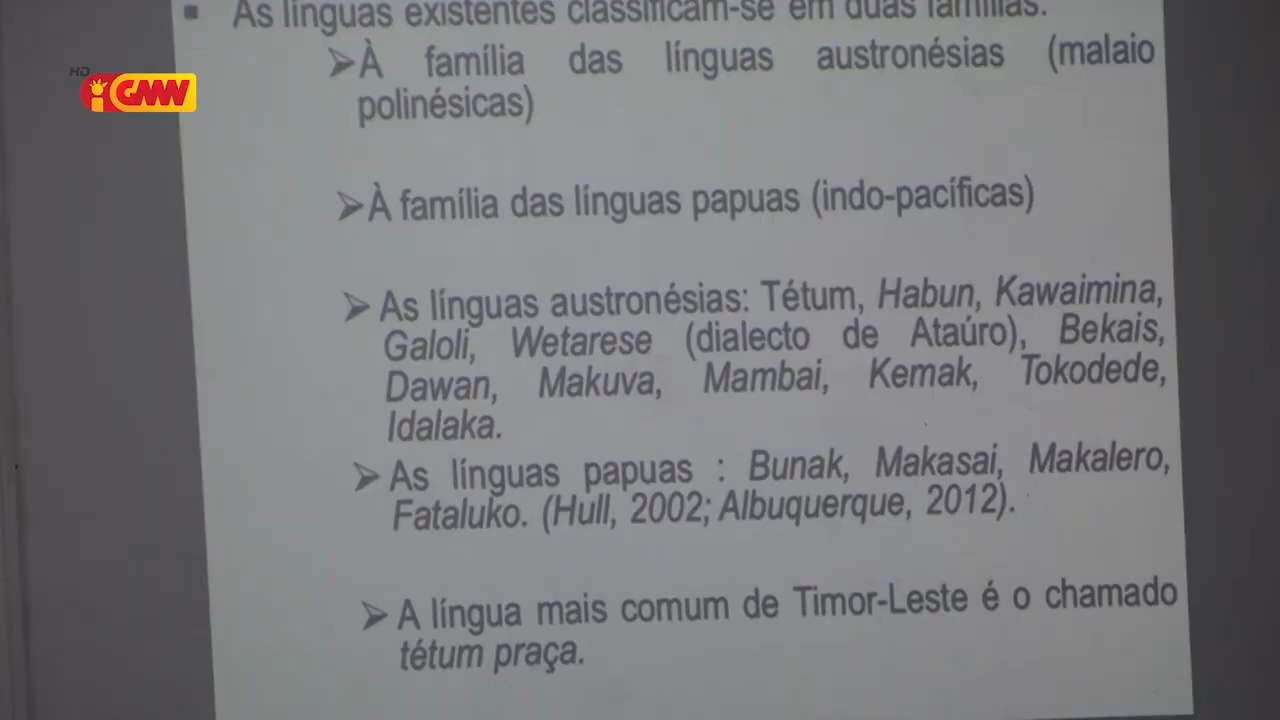 HD
GMN
▪ As línguas existentes classificam-se em duas famílias:
➢À família das línguas austronésias (malaio
polinésicas)
➢À família das línguas papuas (indo-pacíficas)
➢ As línguas austronésias: Tétum, Habun, Kawaimina,
Galoli, Wetarese (dialecto de Ataúro), Bekais,
Dawan, Makuva, Mambai, Kemak, Tokodede,
Idalaka.
➢ As línguas papuas : Bunak, Makasai, Makalero,
Fataluko. (Hull, 2002; Albuquerque, 2012).
➢ A língua mais comum de Timor-Leste é o chamado
tétum praça.